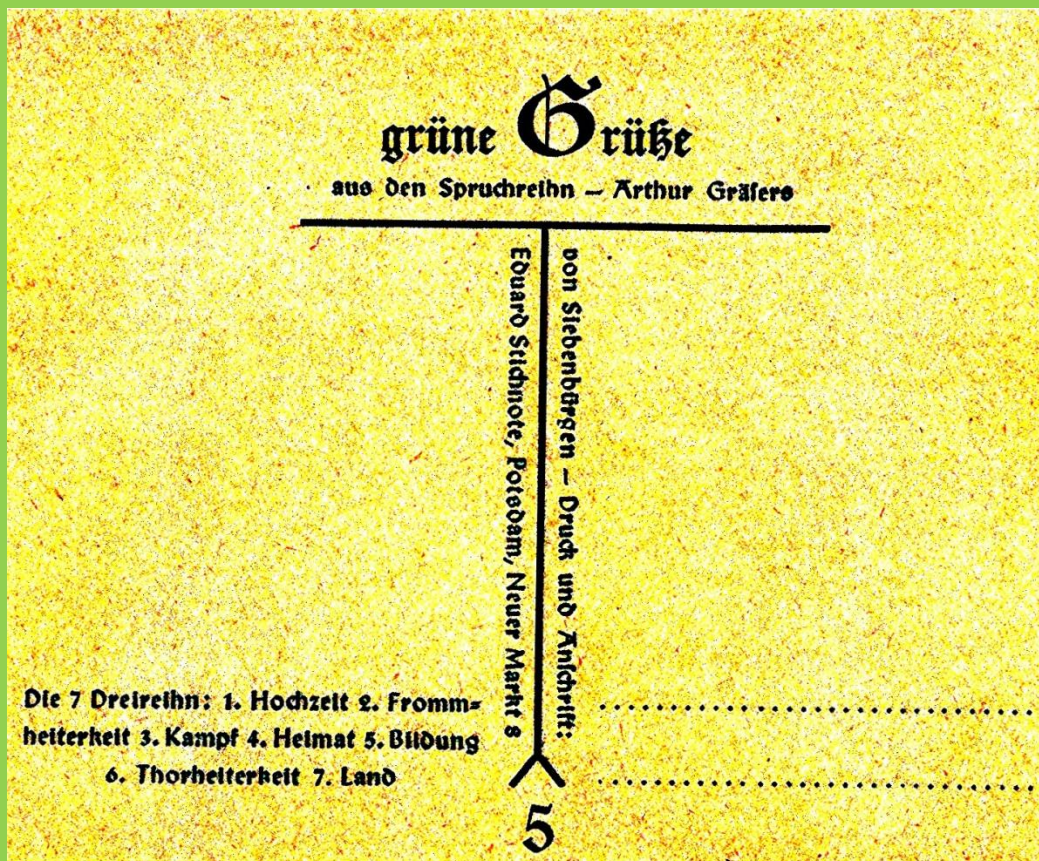 grüne Grüße
aus den Spruchreihn – Arthur Gräsers
von Siebenbürgen – Druck und Anschrift:
Eduard Stichnote, Potsdam, Neuer Markt 8
Die 7 Dreireihn: 1. Hochzeit 2. Fromm=
heiterkeit 3. Kampf 4. Heimat 5. Bildung
6. Thorheiterkeit 7. Land
5